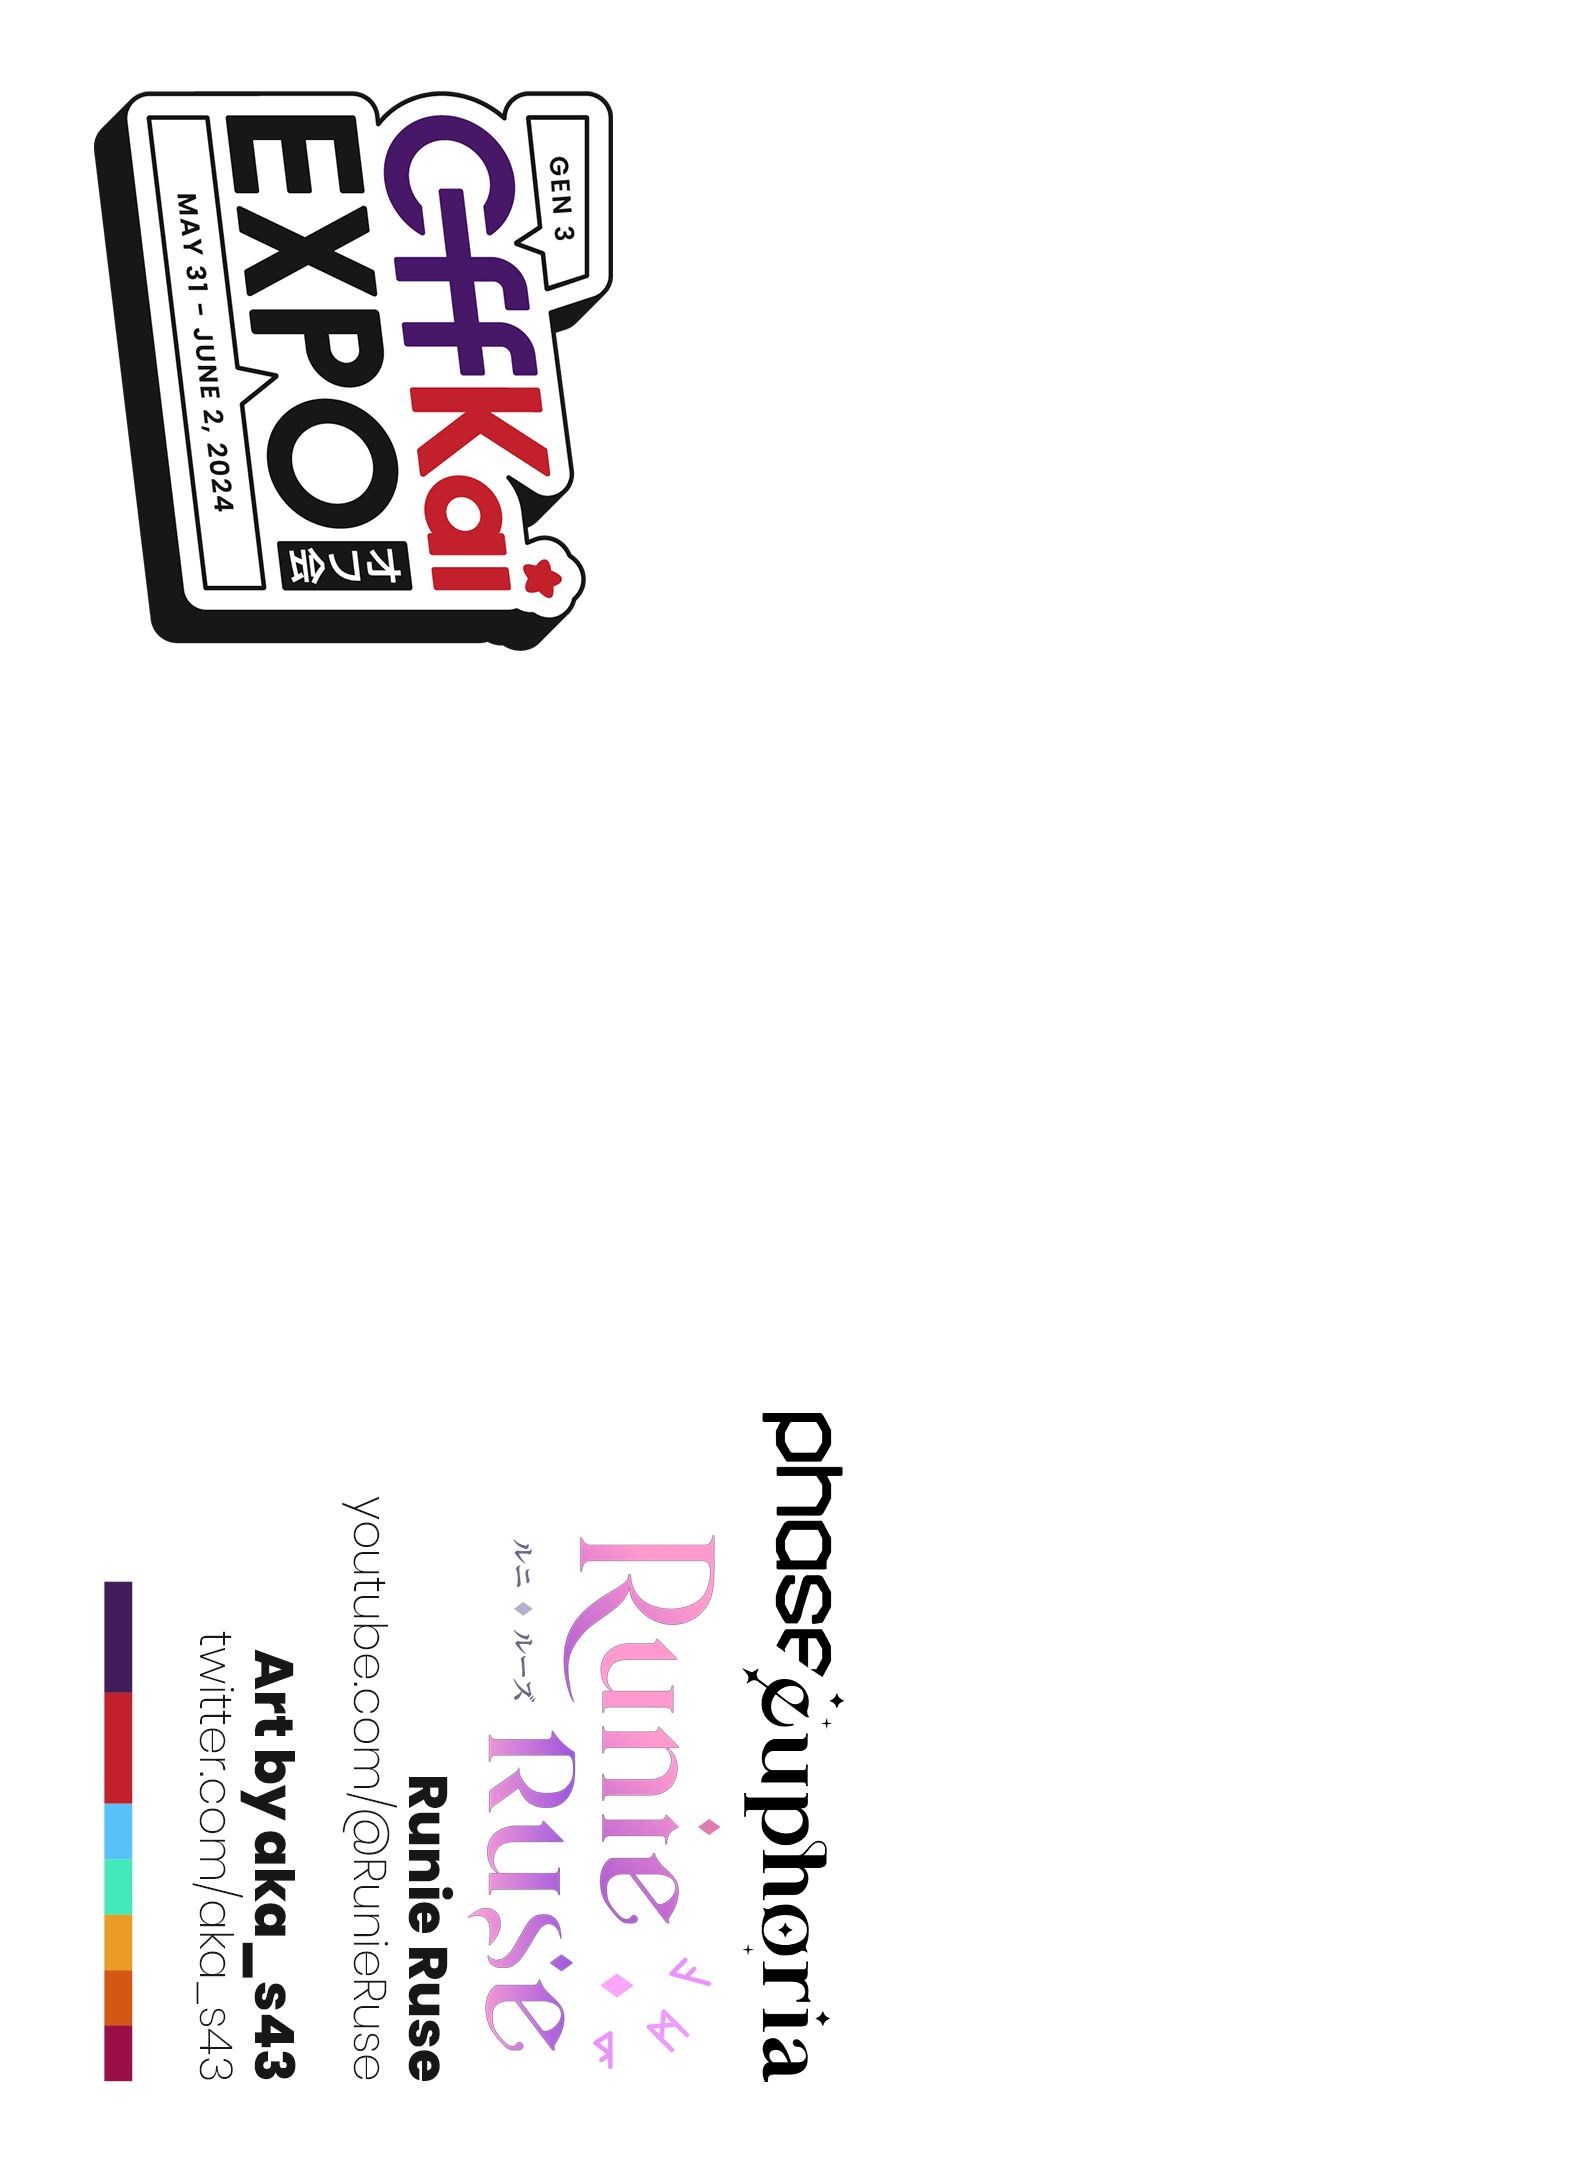 GEN 3
OffKai
EXPO
オフ会
MAY 31 - JUNE 2, 2024
phase
euphoria
Runie
Ruse
ルニ◆ルーズ
Runie Ruse
youtube.com/@RunieRuse
Art by aka_s43
twitter.com/aka_s43